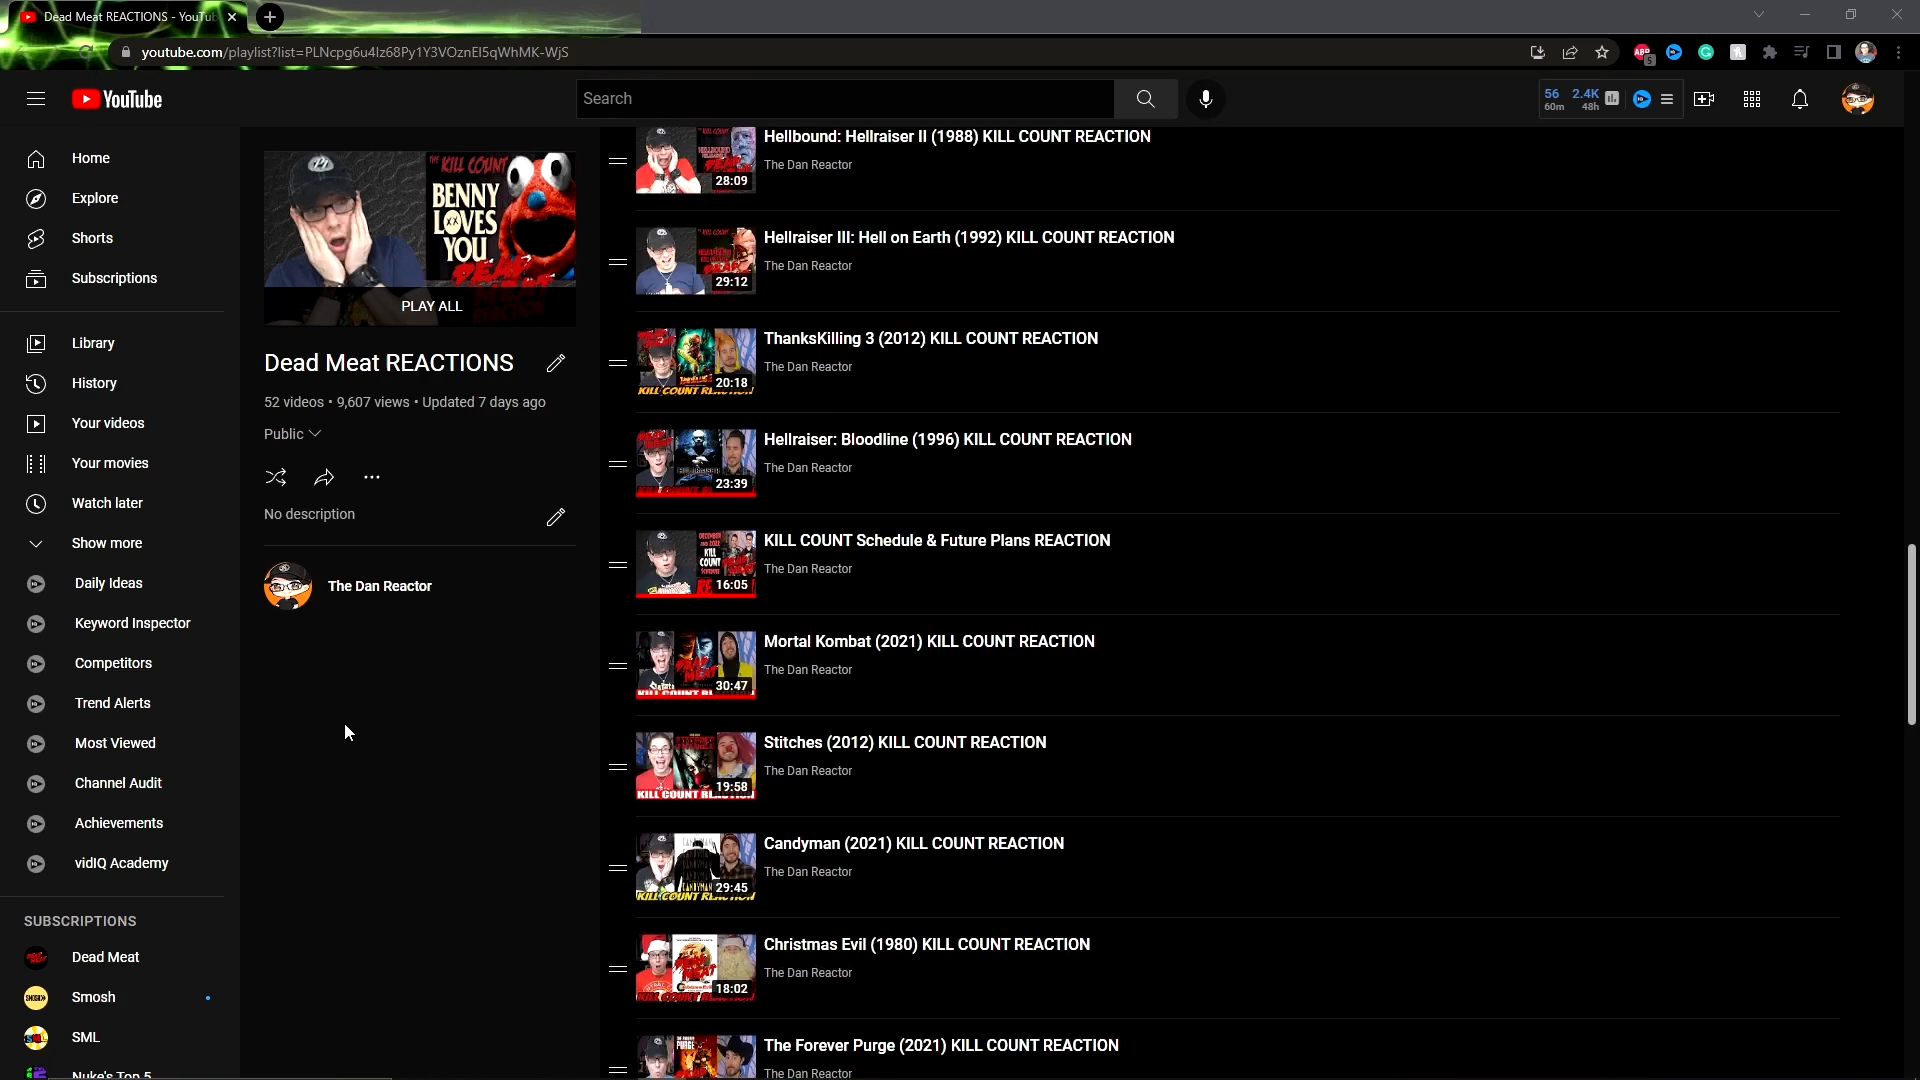 Dead Meat REACTIONS - YouTu
youtube.com/playlist?list=PLNcpg6u4lz68Py1Y3VOznEl5qWhMK-WjS
YouTube
Search
56
60m
2.4K
48h
Home
Explore
Shorts
Subscriptions
Library
History
Your videos
Your movies
Watch later
Show more
Daily Ideas
Keyword Inspector
Competitors
Trend Alerts
Most Viewed
Channel Audit
Achievements
vidIQ Academy
SUBSCRIPTIONS
Dead Meat
Smosh
SML
Nuke's Top 5
THE KILL COUNT
BENNY
LOVES
YOU
DEAD
MEAT
PLAY ALL
Dead Meat REACTIONS
52 videos • 9,607 views • Updated 7 days ago
Public
No description
The Dan Reactor
28:09
Hellbound: Hellraiser II (1988) KILL COUNT REACTION
The Dan Reactor
29:12
Hellraiser III: Hell on Earth (1992) KILL COUNT REACTION
The Dan Reactor
20:18
ThanksKilling 3 (2012) KILL COUNT REACTION
The Dan Reactor
23:39
Hellraiser: Bloodline (1996) KILL COUNT REACTION
The Dan Reactor
16:05
KILL COUNT Schedule & Future Plans REACTION
The Dan Reactor
30:47
Mortal Kombat (2021) KILL COUNT REACTION
The Dan Reactor
19:58
Stitches (2012) KILL COUNT REACTION
The Dan Reactor
29:45
Candyman (2021) KILL COUNT REACTION
The Dan Reactor
18:02
Christmas Evil (1980) KILL COUNT REACTION
The Dan Reactor
The Forever Purge (2021) KILL COUNT REACTION
The Dan Reactor